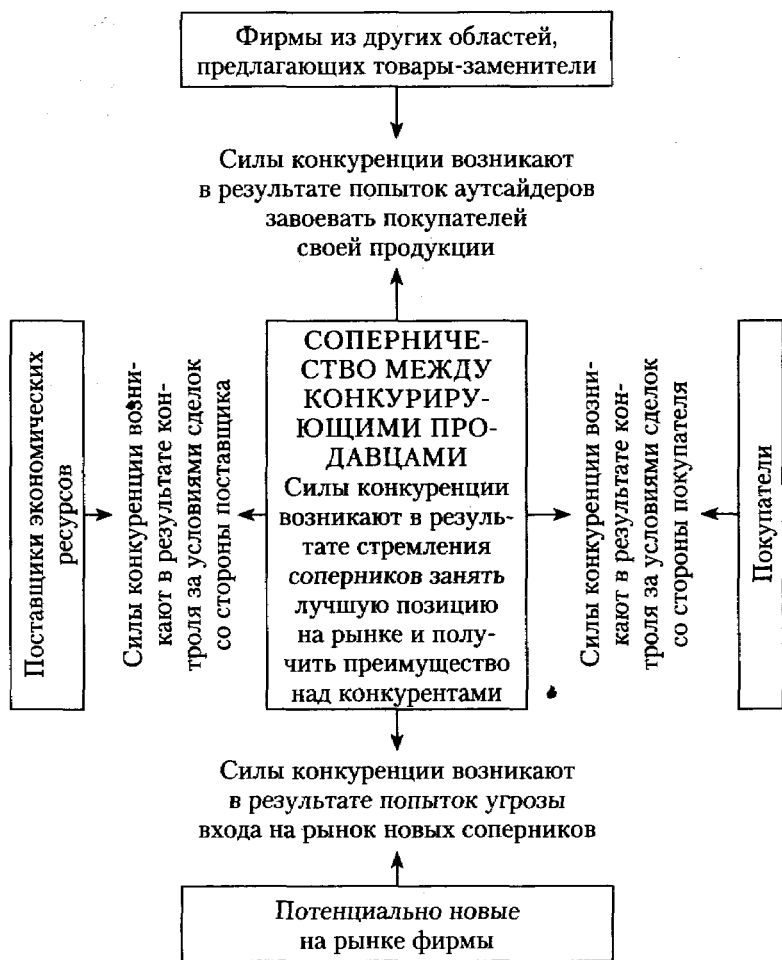 Фирмы из других областей,
предлагающих товары-заменители
Силы конкуренции возникают
в результате попыток аутсайдеров
завоевать покупателей
своей продукции
Поставщики экономических
ресурсов
Силы конкуренции возни-
кают в результате кон-
троля за условиями сделок
со стороны поставщика
СОПЕРНИЧЕ-
СТВО МЕЖДУ
КОНКУРИРУ-
ЮЩИМИ ПРО-
ДАВЦАМИ
Силы конкуренции
возникают в резуль-
тате стремления
соперников занять
лучшую позицию
на рынке и полу-
чить преимущество
над конкурентами
Силы конкуренции возни-
кают в результате кон-
троля за условиями сделок
со стороны покупателя
Покупатели
Силы конкуренции возникают
в результате попыток угрозы
входа на рынок новых соперников
Потенциально новые
на рынке фирмы